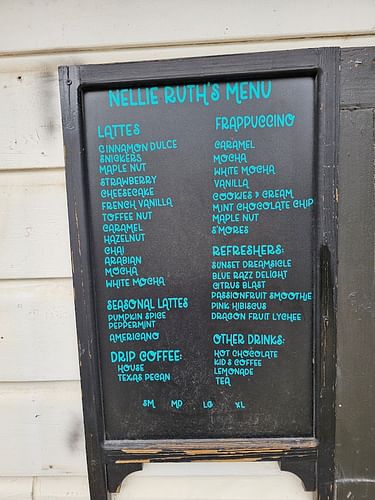 NELLIE RUTH'S MENU
LATTES
CINNAMON DULCE
SNICKERS
MAPLE NUT
STRAWBERRY
CHEESECAKE
FRENCH VANILLA
TOFFEE NUT
CARAMEL
HAZELNUT
CHAI
ARABIAN
MOCHA
WHITE MOCHA
SEASONAL LATTES
PUMPKIN SPICE
PEPPERMINT
AMERICANO
DRIP COFFEE:
HOUSE
TEXAS PECAN
FRAPPUCCINO
CARAMEL
MOCHA
WHITE MOCHA
VANILLA
COOKIES & CREAM
MINT CHOCOLATE CHIP
MAPLE NUT
S'MORES
REFRESHERS:
SUNSET DREAMSICLE
BLUE RAZZ DELIGHT
CITRUS BLAST
PASSIONFRUIT SMOOTHIE
PINK HIBISCUS
DRAGON FRUIT LYCHEE
OTHER DRINKS:
HOT CHOCOLATE
KID'S COFFEE
LEMONADE
TEA
SM MD LG XL